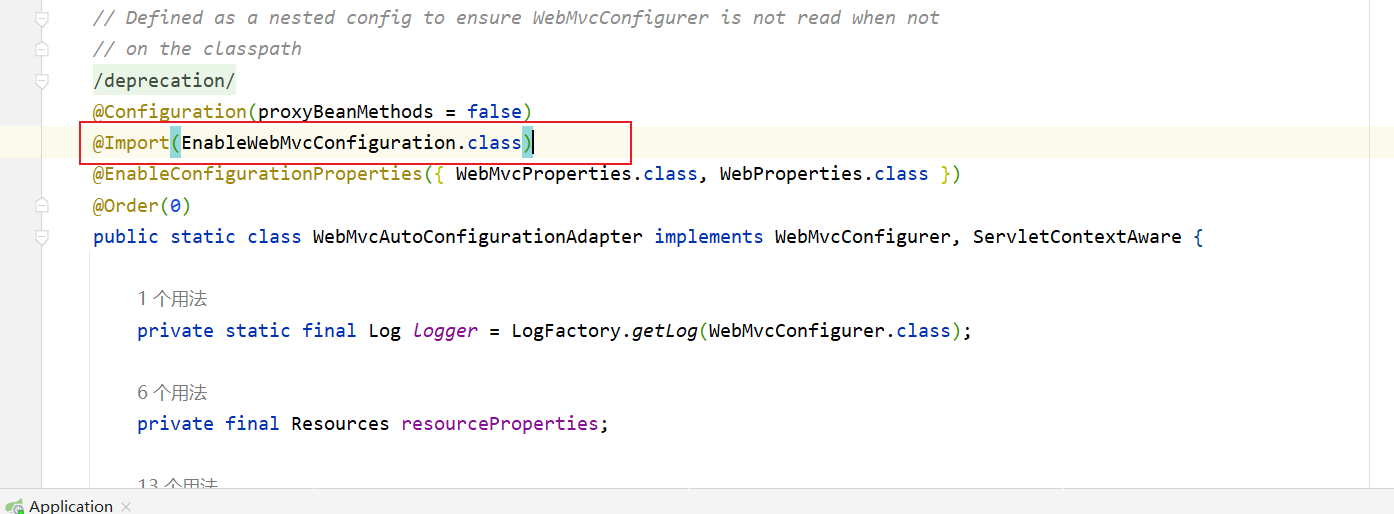 // Defined as a nested config to ensure WebMvcConfigurer is not read when not
// on the classpath
/deprecation/
@Configuration(proxyBeanMethods = false)
@Import(EnableWebMvcConfiguration.class)
@EnableConfigurationProperties({ WebMvcProperties.class, WebProperties.class })
@Order(0)
public static class WebMvcAutoConfigurationAdapter implements WebMvcConfigurer, ServletContextAware {
1 个用法
private static final Log logger = LogFactory.getLog(WebMvcConfigurer.class);
6 个用法
private final Resources resourceProperties;
13 个用法
Application